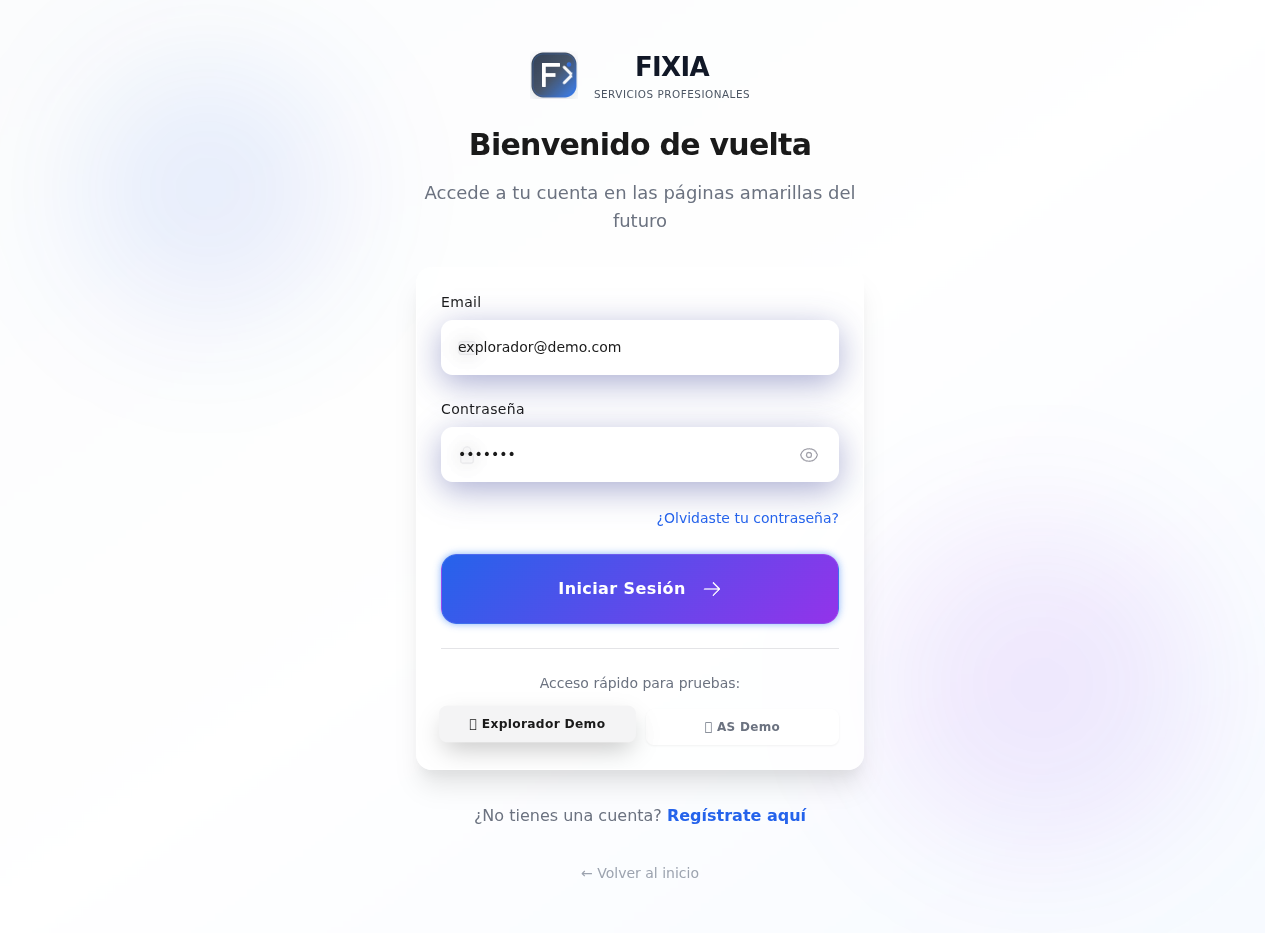 FIXIA
SERVICIOS PROFESIONALES
Bienvenido de vuelta
Accede a tu cuenta en las páginas amarillas del
futuro
Email
explorador@demo.com
Contraseña
•••••••
¿Olvidaste tu contraseña?
Iniciar Sesión →
Acceso rápido para pruebas:
Explorador Demo
AS Demo
¿No tienes una cuenta? Regístrate aquí
← Volver al inicio